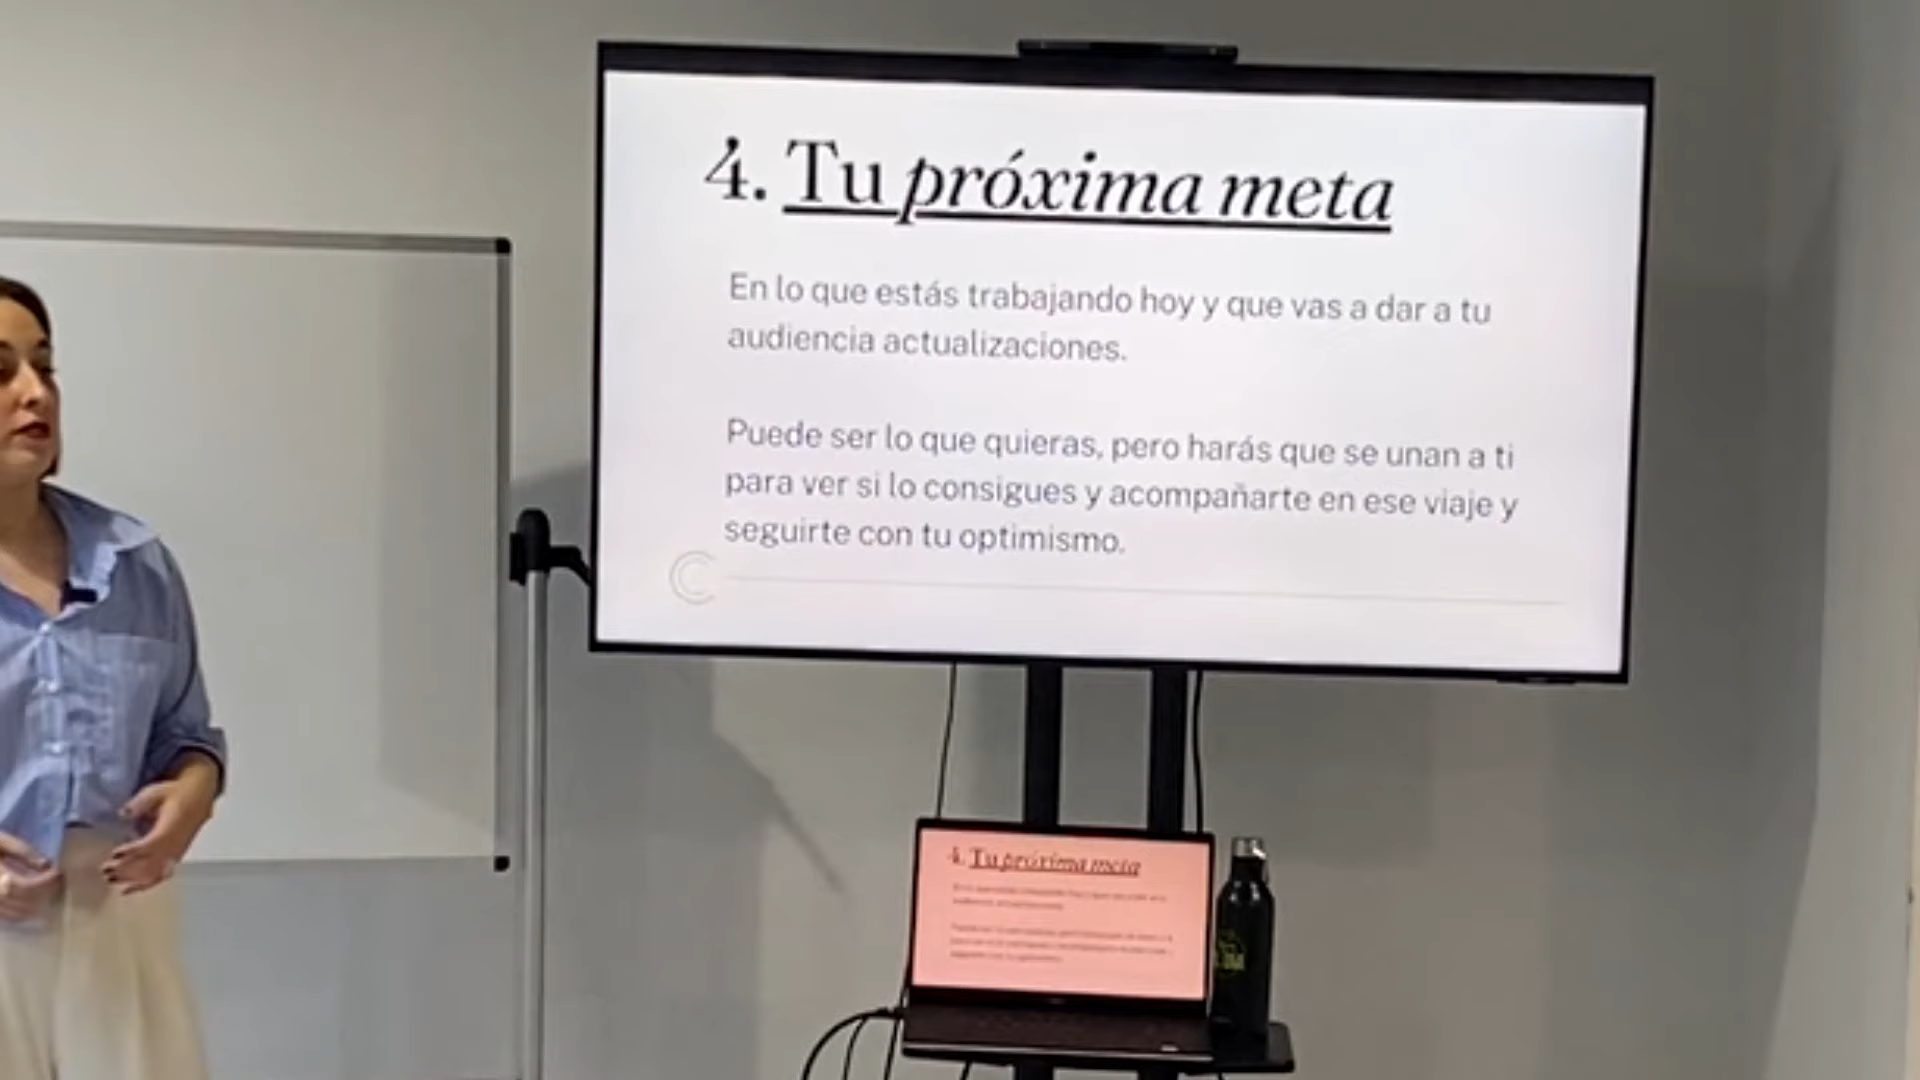 4. Tu próxima meta
En lo que estás trabajando hoy y que vas a dar a tu
audiencia actualizaciones.
Puede ser lo que quieras, pero harás que se unan a ti
para ver si lo consigues y acompañarte en ese viaje y
seguirte con tu optimismo.
4. Tu próxima meta